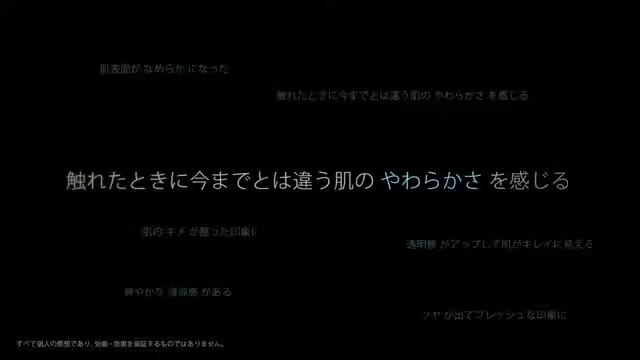 肌表面が なめらか になった
触れたときに今までとは違う肌の やわらかさ を感じる
触れたときに今までとは違う肌の やわらかさ を感じる
肌の キメ が整った印象に
透明感 がアップして肌がキレイに見える
艶やかな 清涼感 がある
ツヤ が出てフレッシュな印象に
すべて個人の感想であり、効能・効果を保証するものではありません。